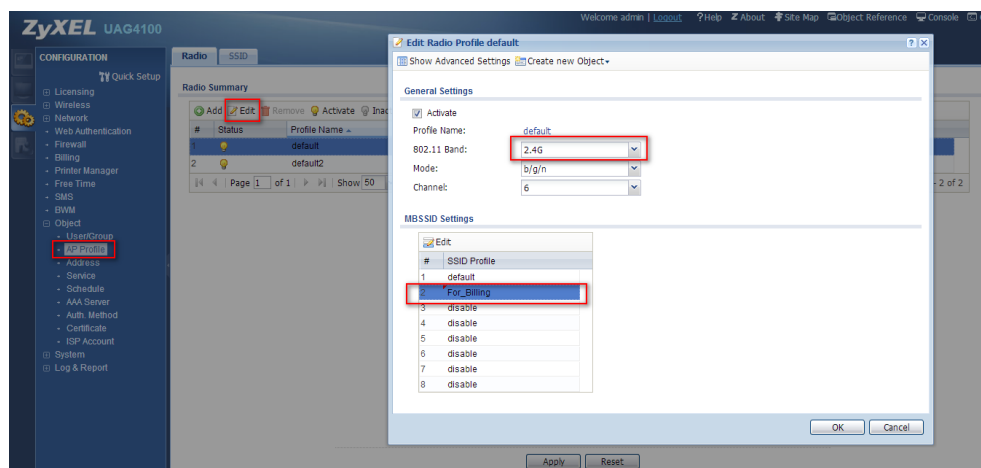 Welcome admin | Logout ?Help Z About Site Map Object Reference Console
ZyXEL UAG4100
CONFIGURATION
Quick Setup
Licensing
Wireless
Network
Web Authentication
Firewall
Billing
Printer Manager
Free Time
SMS
BWM
Object
User/Group
AP Profile
Address
Service
Schedule
AAA Server
Auth. Method
Certificate
ISP Account
System
Log & Report
Radio SSID
Radio Summary
Add Edit Remove Activate Inac
# Status Profile Name
1 default
2 default2
Page 1 of 1 Show 50
- 2 of 2
Edit Radio Profile default
Show Advanced Settings Create new Object
General Settings
Activate
Profile Name: default
802.11 Band: 2.4G
Mode: b/g/n
Channel: 6
MBSSID Settings
Edit
# SSID Profile
1 default
2 For_Billing
3 disable
4 disable
5 disable
6 disable
7 disable
8 disable
OK Cancel
Apply Reset